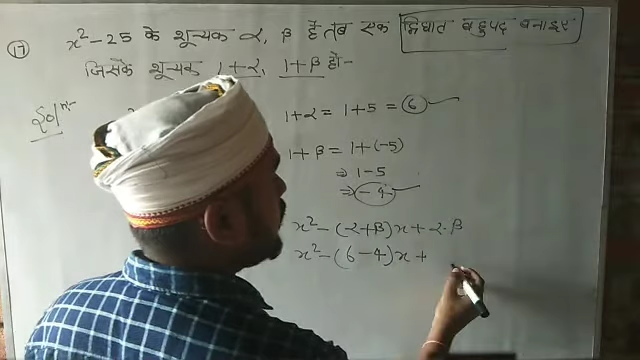 (17) x² - 25 के शून्यक α, β हैं तब एक द्विघात बहुपद बनाइए
जिसके शून्यक 1+α, 1+β हो-
Solⁿ:-
1+α = 1+5 = 6
1+β = 1+(-5)
⇒ 1-5
⇒ -4
x² - (α+β)x + α.β
x² - (6-4)x +